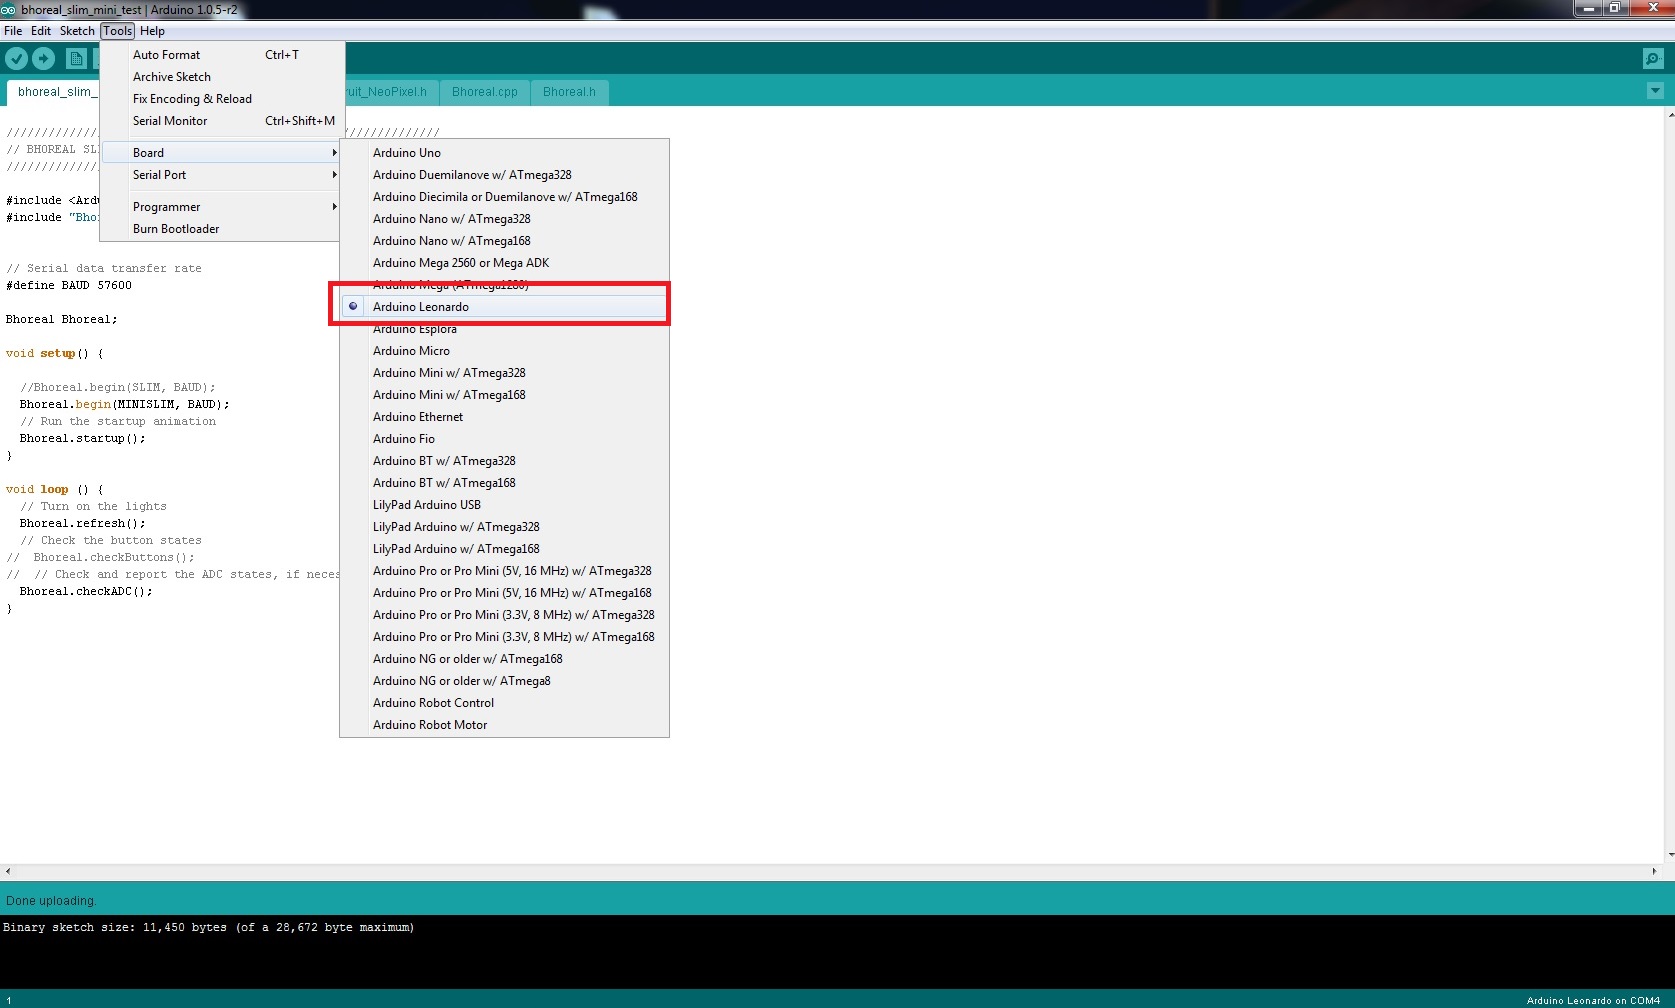 bhoreal_slim_mini_test | Arduino 1.0.5-r2
File Edit Sketch Tools Help
Auto Format Ctrl+T
Archive Sketch
Fix Encoding & Reload
Serial Monitor Ctrl+Shift+M
Board
Serial Port
Programmer
Burn Bootloader
bhoreal_slim_ ruit_NeoPixel.h Bhoreal.cpp Bhoreal.h
Arduino Uno
Arduino Duemilanove w/ ATmega328
Arduino Diecimila or Duemilanove w/ ATmega168
Arduino Nano w/ ATmega328
Arduino Nano w/ ATmega168
Arduino Mega 2560 or Mega ADK
Arduino Mega (ATmega1280)
Arduino Leonardo
Arduino Esplora
Arduino Micro
Arduino Mini w/ ATmega328
Arduino Mini w/ ATmega168
Arduino Ethernet
Arduino Fio
Arduino BT w/ ATmega328
Arduino BT w/ ATmega168
LilyPad Arduino USB
LilyPad Arduino w/ ATmega328
LilyPad Arduino w/ ATmega168
Arduino Pro or Pro Mini (5V, 16 MHz) w/ ATmega328
Arduino Pro or Pro Mini (5V, 16 MHz) w/ ATmega168
Arduino Pro or Pro Mini (3.3V, 8 MHz) w/ ATmega328
Arduino Pro or Pro Mini (3.3V, 8 MHz) w/ ATmega168
Arduino NG or older w/ ATmega168
Arduino NG or older w/ ATmega8
Arduino Robot Control
Arduino Robot Motor
// BHOREAL SL
#include <Ardu
#include "Bho
// Serial data transfer rate
#define BAUD 57600
Bhoreal Bhoreal;
void setup() {
//Bhoreal.begin(SLIM, BAUD);
Bhoreal.begin(MINISLIM, BAUD);
// Run the startup animation
Bhoreal.startup();
}
void loop () {
// Turn on the lights
Bhoreal.refresh();
// Check the button states
// Bhoreal.checkButtons();
// // Check and report the ADC states, if neces
Bhoreal.checkADC();
}
Done uploading.
Binary sketch size: 11,450 bytes (of a 28,672 byte maximum)
1 Arduino Leonardo on COM4